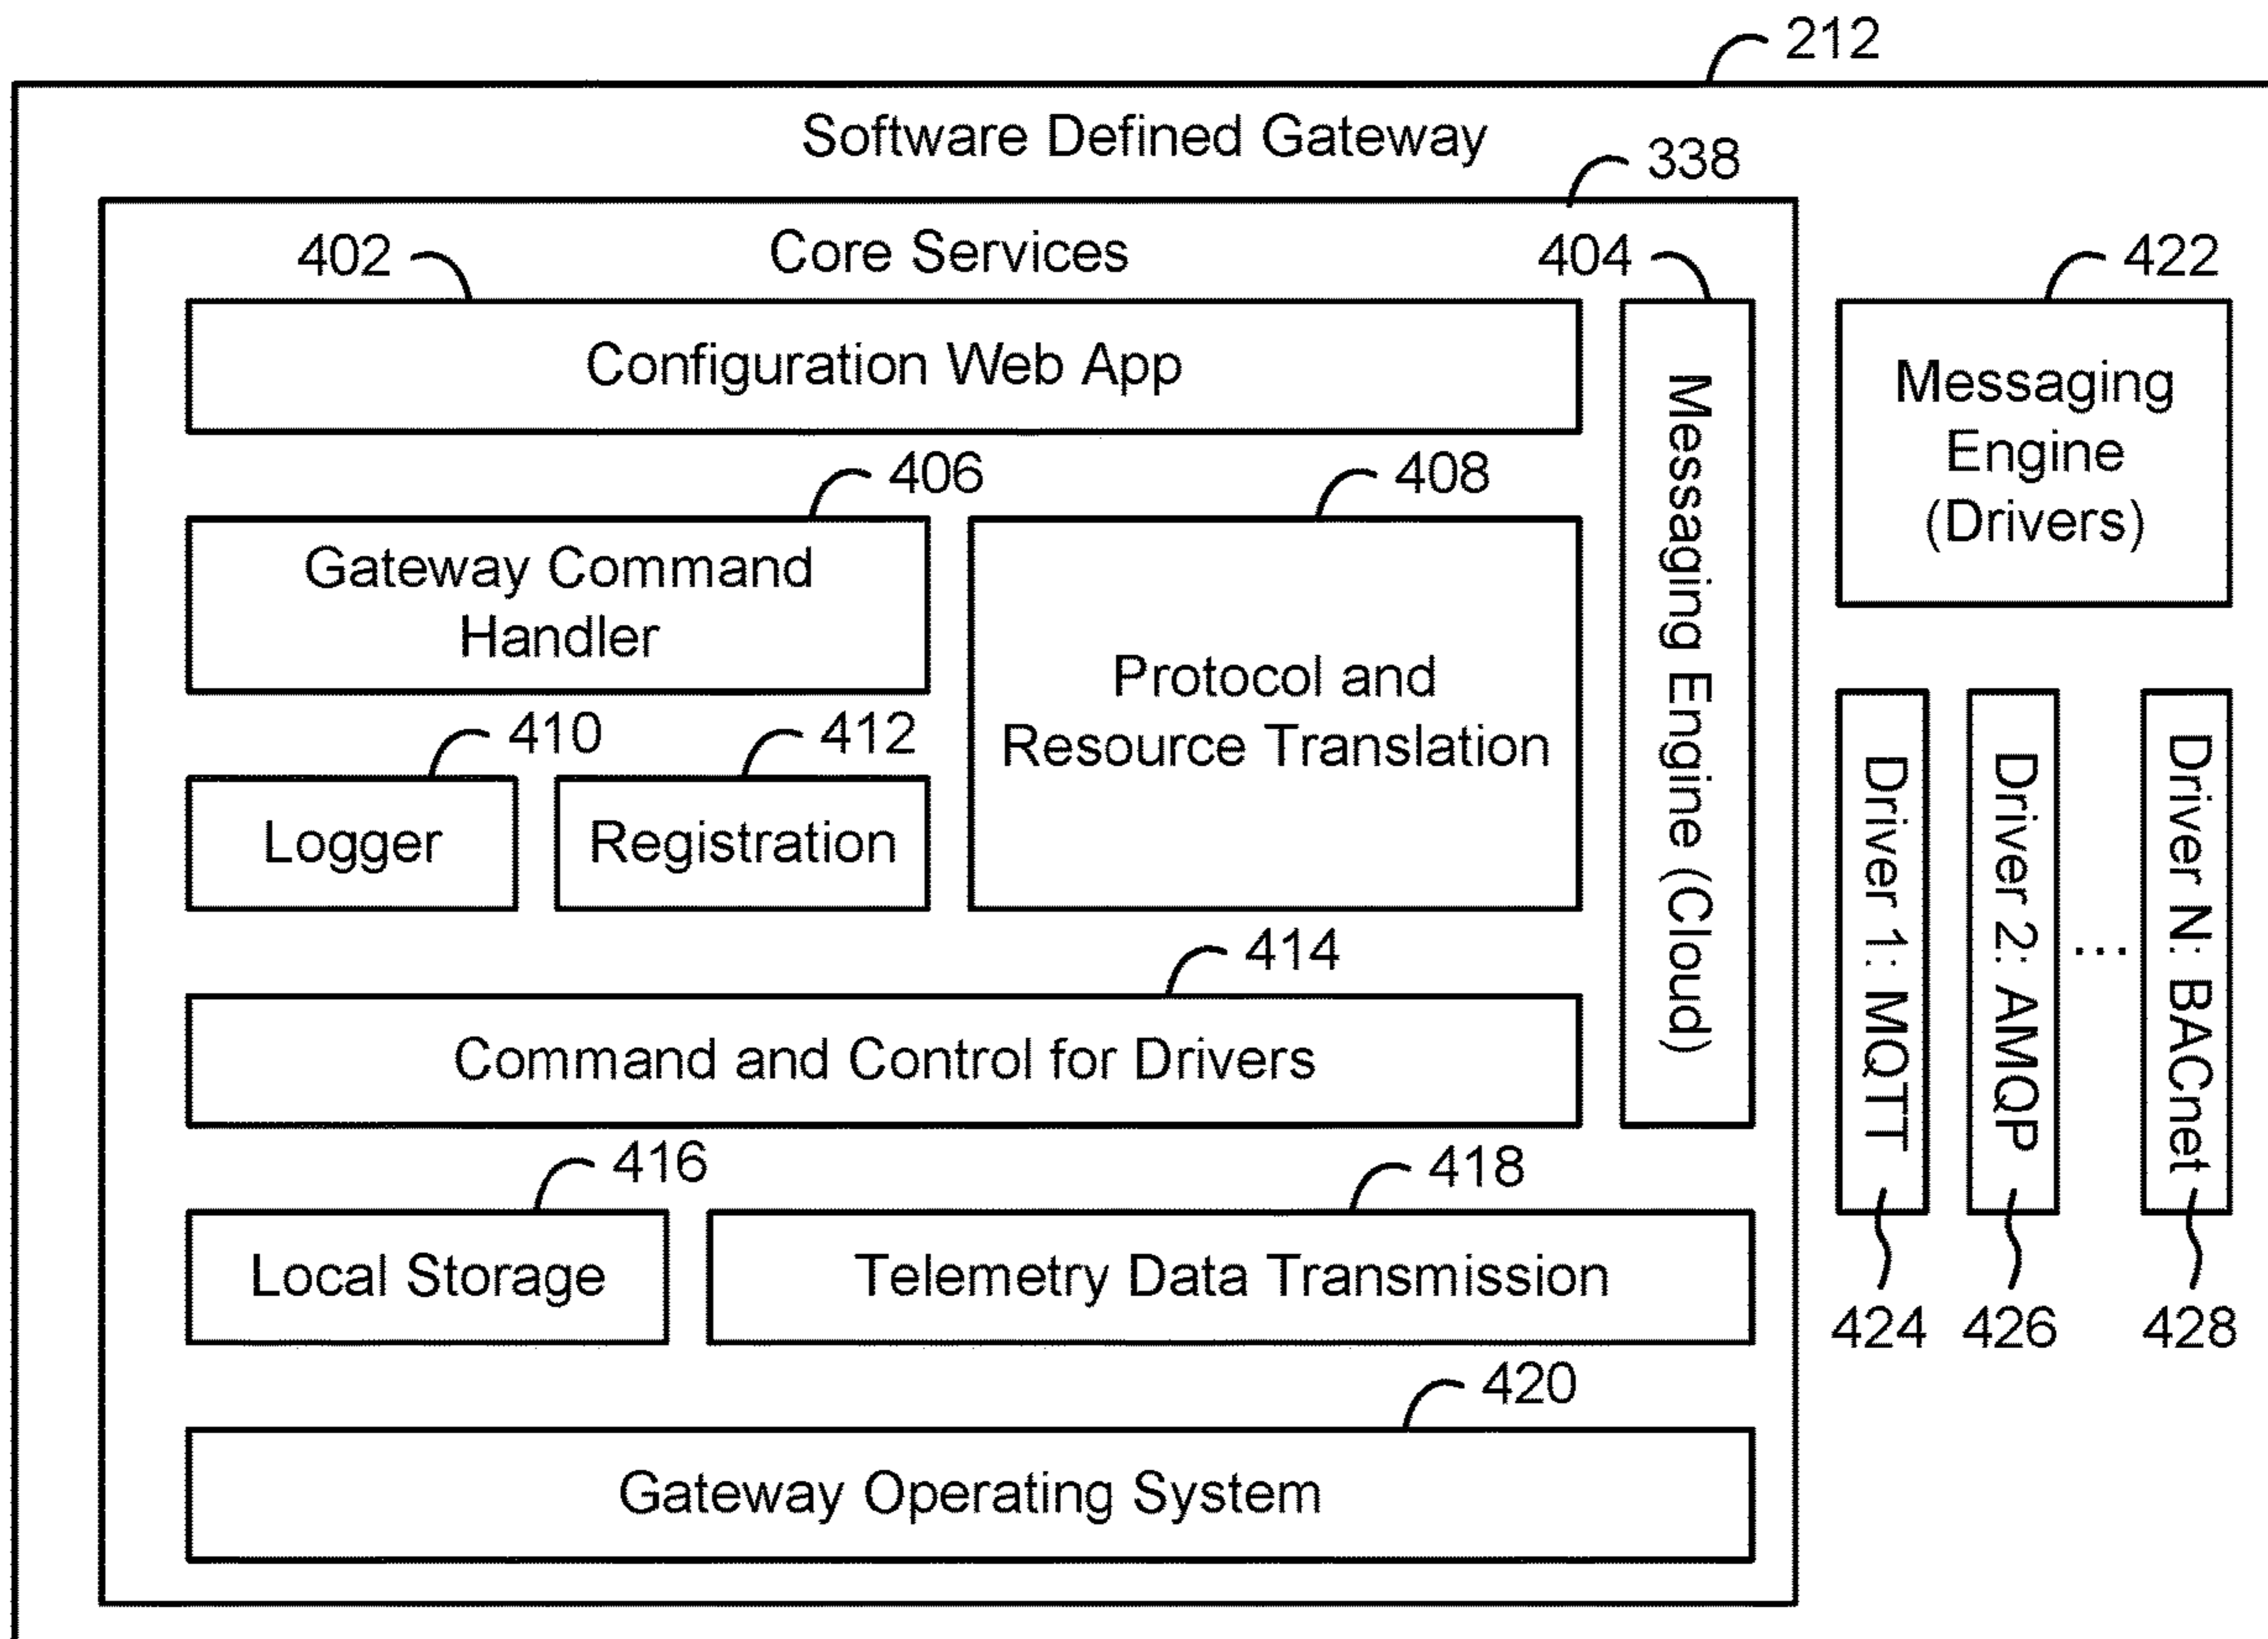 212
Software Defined Gateway
338
Core Services
402
404
422
Configuration Web App
Messaging Engine (Cloud)
Messaging
Engine
(Drivers)
406
408
Gateway Command
Handler
Protocol and
Resource Translation
410
412
Logger
Registration
Driver 1: MQTT
Driver 2: AMQP
...
Driver N: BACnet
414
Command and Control for Drivers
416
418
Local Storage
Telemetry Data Transmission
424
426
428
420
Gateway Operating System